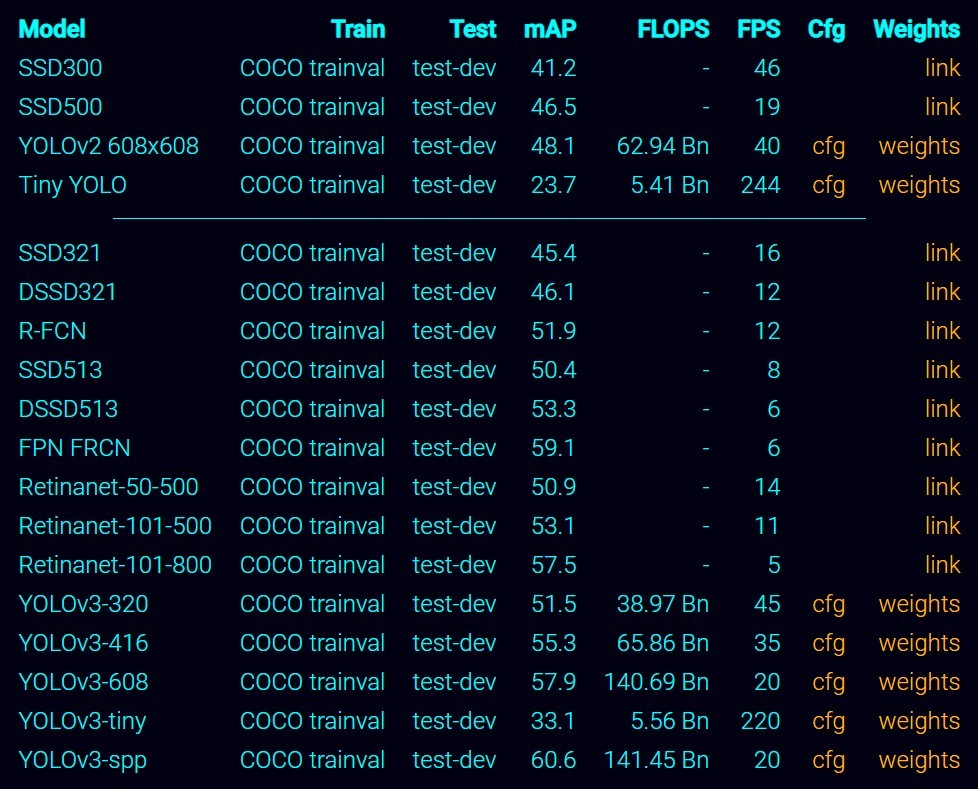 Model Train Test mAP FLOPS FPS Cfg Weights
SSD300 COCO trainval test-dev 41.2 - 46 link
SSD500 COCO trainval test-dev 46.5 - 19 link
YOLOv2 608x608 COCO trainval test-dev 48.1 62.94 Bn 40 cfg weights
Tiny YOLO COCO trainval test-dev 23.7 5.41 Bn 244 cfg weights
SSD321 COCO trainval test-dev 45.4 - 16 link
DSSD321 COCO trainval test-dev 46.1 - 12 link
R-FCN COCO trainval test-dev 51.9 - 12 link
SSD513 COCO trainval test-dev 50.4 - 8 link
DSSD513 COCO trainval test-dev 53.3 - 6 link
FPN FRCN COCO trainval test-dev 59.1 - 6 link
Retinanet-50-500 COCO trainval test-dev 50.9 - 14 link
Retinanet-101-500 COCO trainval test-dev 53.1 - 11 link
Retinanet-101-800 COCO trainval test-dev 57.5 - 5 link
YOLOv3-320 COCO trainval test-dev 51.5 38.97 Bn 45 cfg weights
YOLOv3-416 COCO trainval test-dev 55.3 65.86 Bn 35 cfg weights
YOLOv3-608 COCO trainval test-dev 57.9 140.69 Bn 20 cfg weights
YOLOv3-tiny COCO trainval test-dev 33.1 5.56 Bn 220 cfg weights
YOLOv3-spp COCO trainval test-dev 60.6 141.45 Bn 20 cfg weights